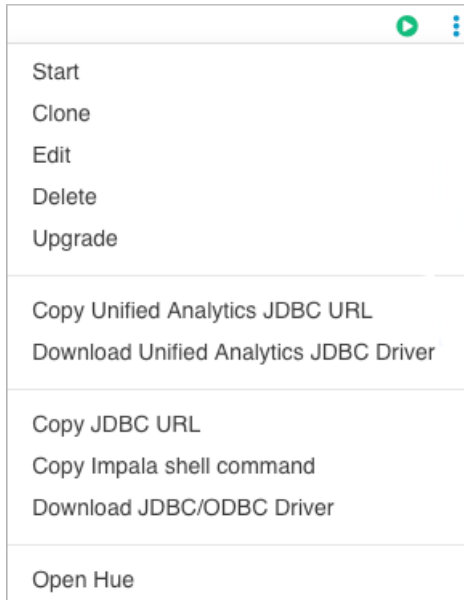 Start
Clone
Edit
Delete
Upgrade
Copy Unified Analytics JDBC URL
Download Unified Analytics JDBC Driver
Copy JDBC URL
Copy Impala shell command
Download JDBC/ODBC Driver
Open Hue